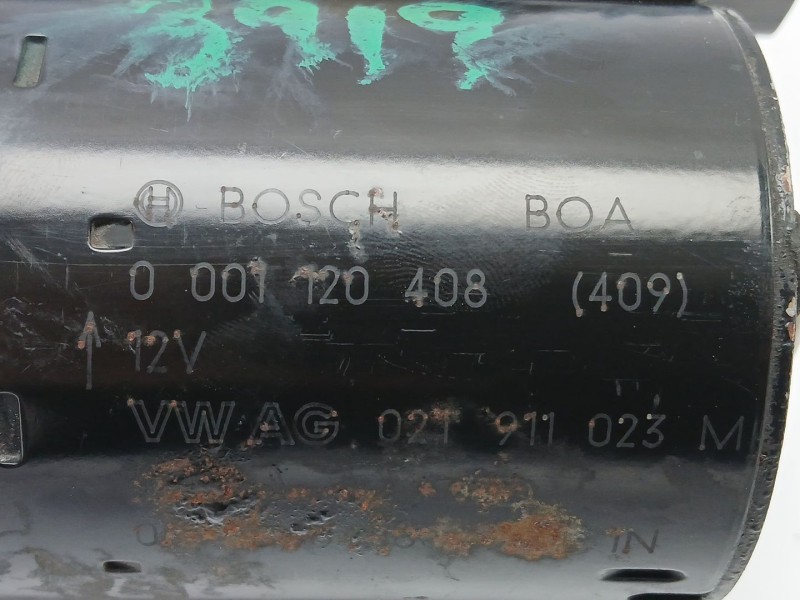 3919
BOSCH BOA
0 001 120 408 (409)
12V
VW AG 021 911 023 M
IN